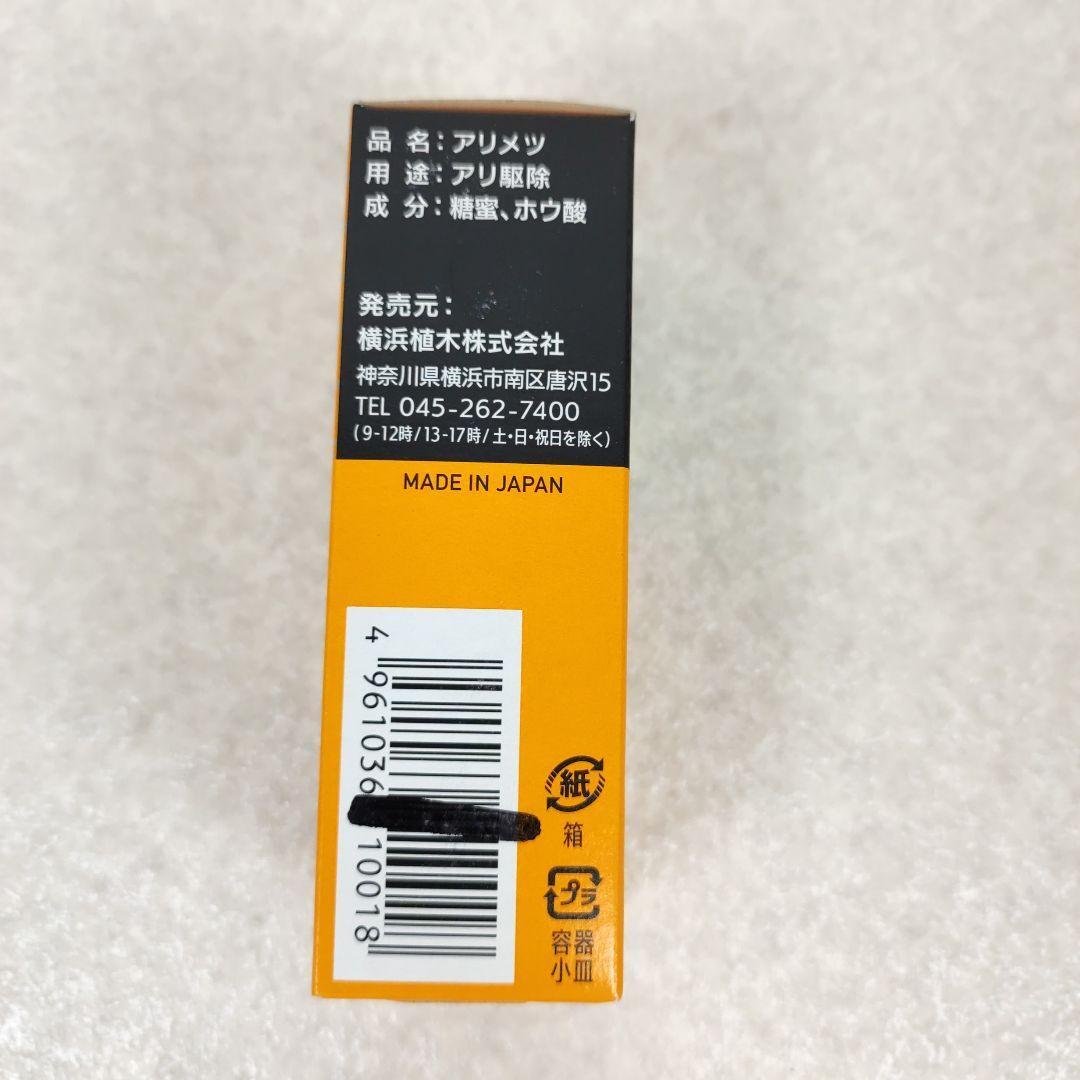 品 名：アリメツ
用 途：アリ駆除
成 分：糖蜜、ホウ酸
発売元：
横浜植木株式会社
神奈川県横浜市南区唐沢15
TEL 045-262-7400
(9-12時/13-17時/土・日・祝日を除く)
MADE IN JAPAN
4 961036 10018
紙
箱
プラ
容器
小皿